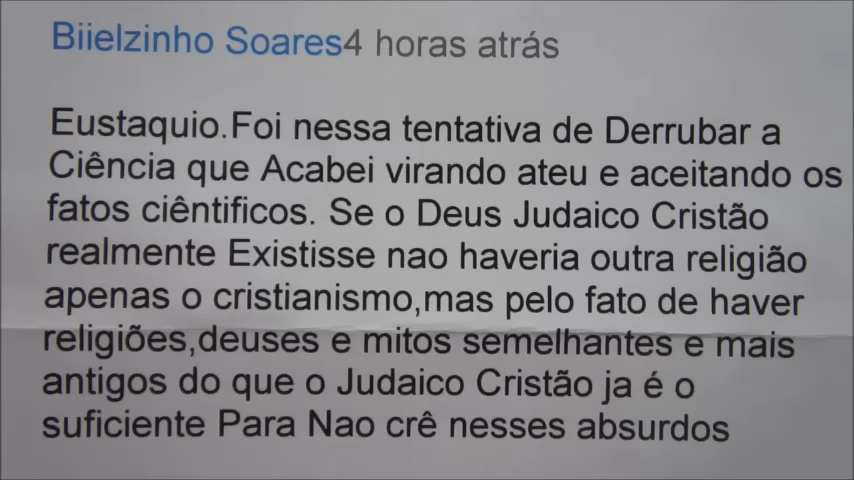 Biielzinho Soares4 horas atrás
Eustaquio.Foi nessa tentativa de Derrubar a
Ciência que Acabei virando ateu e aceitando os
fatos ciêntificos. Se o Deus Judaico Cristão
realmente Existisse nao haveria outra religião
apenas o cristianismo,mas pelo fato de haver
religiões,deuses e mitos semelhantes e mais
antigos do que o Judaico Cristão ja é o
suficiente Para Nao crê nesses absurdos